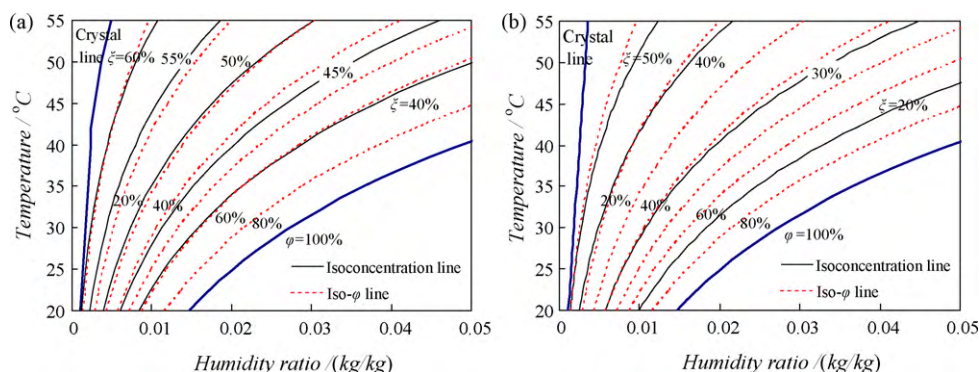 (a)
55
Crystal
line
ξ=60%
55%
50%
45%
ξ=40%
20%
40%
60%
80%
φ=100%
Isoconcentration line
Iso-φ line
50
45
40
35
30
25
20
0
0.01
0.02
0.03
0.04
0.05
Temperature / °C
Humidity ratio /(kg/kg)
(b)
55
Crystal
line
ξ=50%
40%
30%
ξ=20%
20%
40%
60%
80%
φ=100%
Isoconcentration line
Iso-φ line
50
45
40
35
30
25
20
0
0.01
0.02
0.03
0.04
0.05
Temperature / °C
Humidity ratio /(kg/kg)